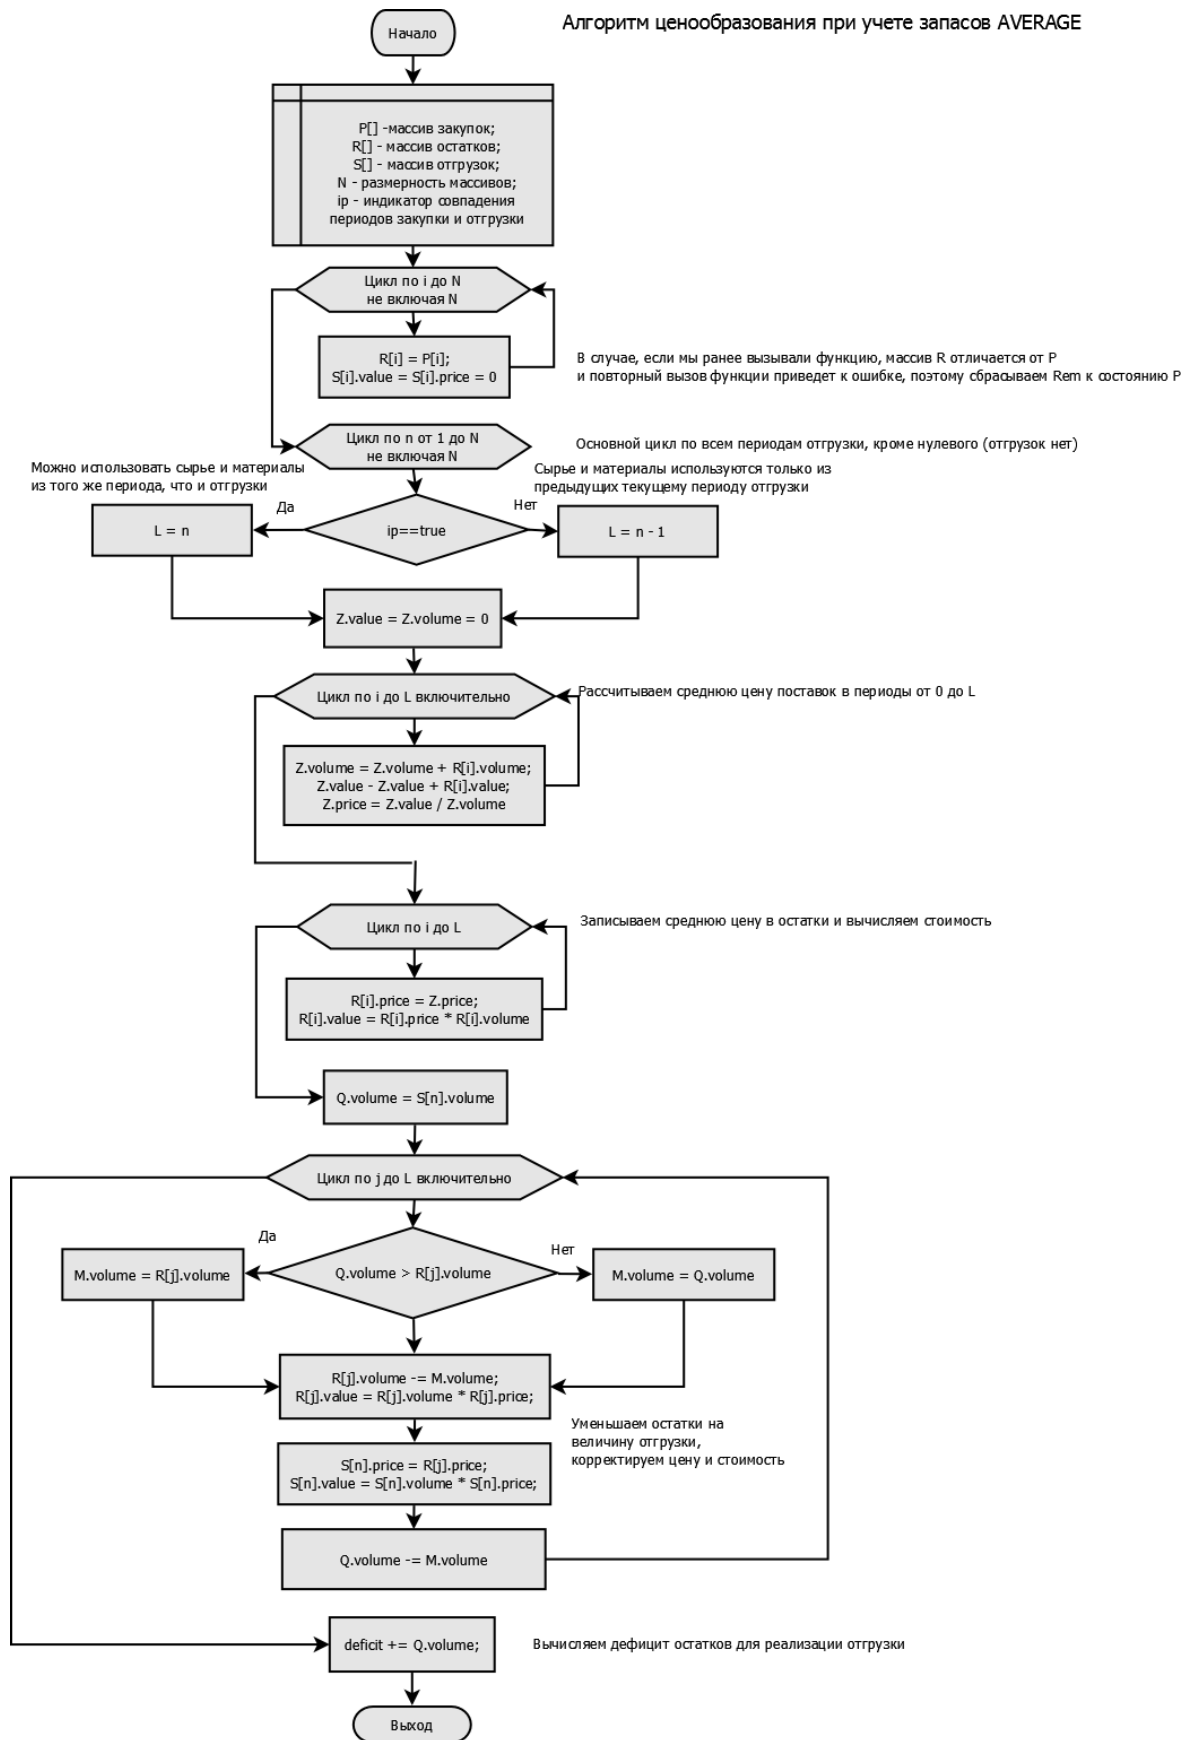 Алгоритм ценообразования при учете запасов AVERAGE
Начало
P[] -массив закупок;
R[] - массив остатков;
S[] - массив отгрузок;
N - размерность массивов;
ip - индикатор совпадения
периодов закупки и отгрузки
Цикл по i до N
не включая N
R[i] = P[i];
S[i].value = S[i].price = 0
В случае, если мы ранее вызывали функцию, массив R отличается от P
и повторный вызов функции приведет к ошибке, поэтому сбрасываем Rem к состоянию P
Цикл по n от 1 до N
не включая N
Основной цикл по всем периодам отгрузки, кроме нулевого (отгрузок нет)
Можно использовать сырье и материалы
из того же периода, что и отгрузки
Сырье и материалы используются только из
предыдущих текущему периоду отгрузки
Да
Нет
L = n
ip==true
L = n - 1
Z.value = Z.volume = 0
Цикл по i до L включительно
Рассчитываем среднюю цену поставок в периоды от 0 до L
Z.volume = Z.volume + R[i].volume;
Z.value - Z.value + R[i].value;
Z.price = Z.value / Z.volume
Цикл по i до L
Записываем среднюю цену в остатки и вычисляем стоимость
R[i].price = Z.price;
R[i].value = R[i].price * R[i].volume
Q.volume = S[n].volume
Цикл по j до L включительно
Да
Нет
M.volume = R[j].volume
Q.volume > R[j].volume
M.volume = Q.volume
R[j].volume -= M.volume;
R[j].value = R[j].volume * R[j].price;
Уменьшаем остатки на
величину отгрузки,
корректируем цену и стоимость
S[n].price = R[j].price;
S[n].value = S[n].volume * S[n].price;
Q.volume -= M.volume
deficit += Q.volume;
Вычисляем дефицит остатков для реализации отгрузки
Выход